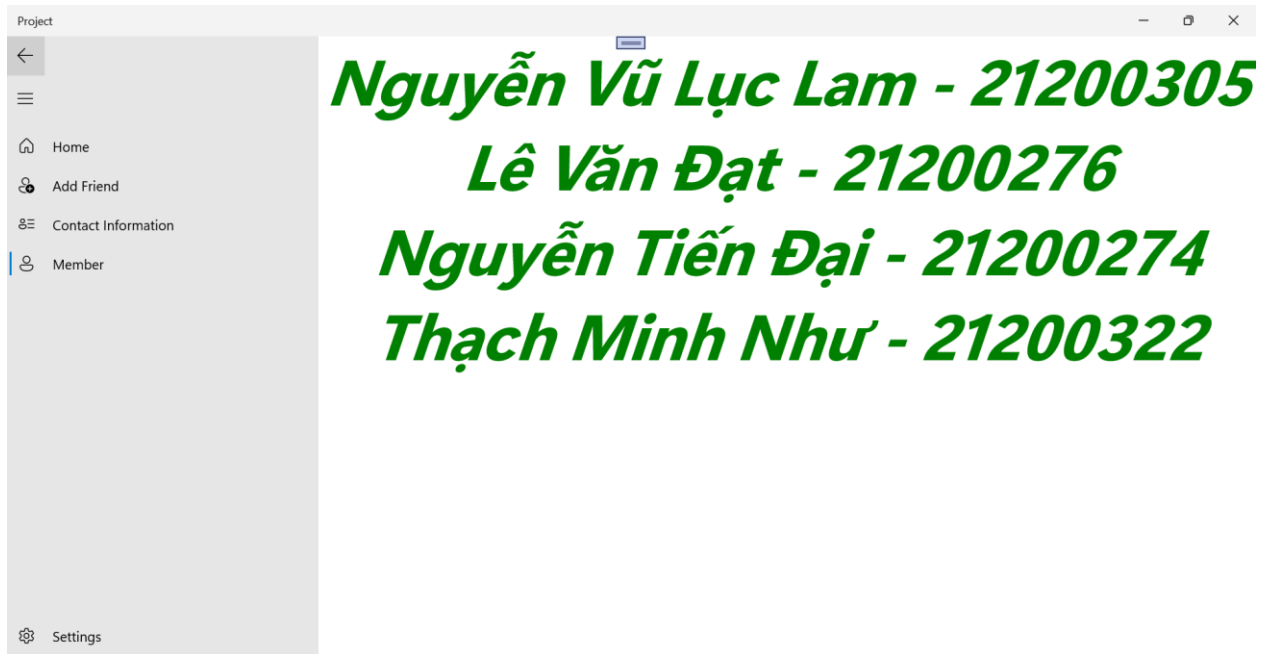 Project
Home
Add Friend
Contact Information
Member
Settings
Nguyễn Vũ Lục Lam - 21200305
Lê Văn Đạt - 21200276
Nguyễn Tiến Đại - 21200274
Thạch Minh Như - 21200322